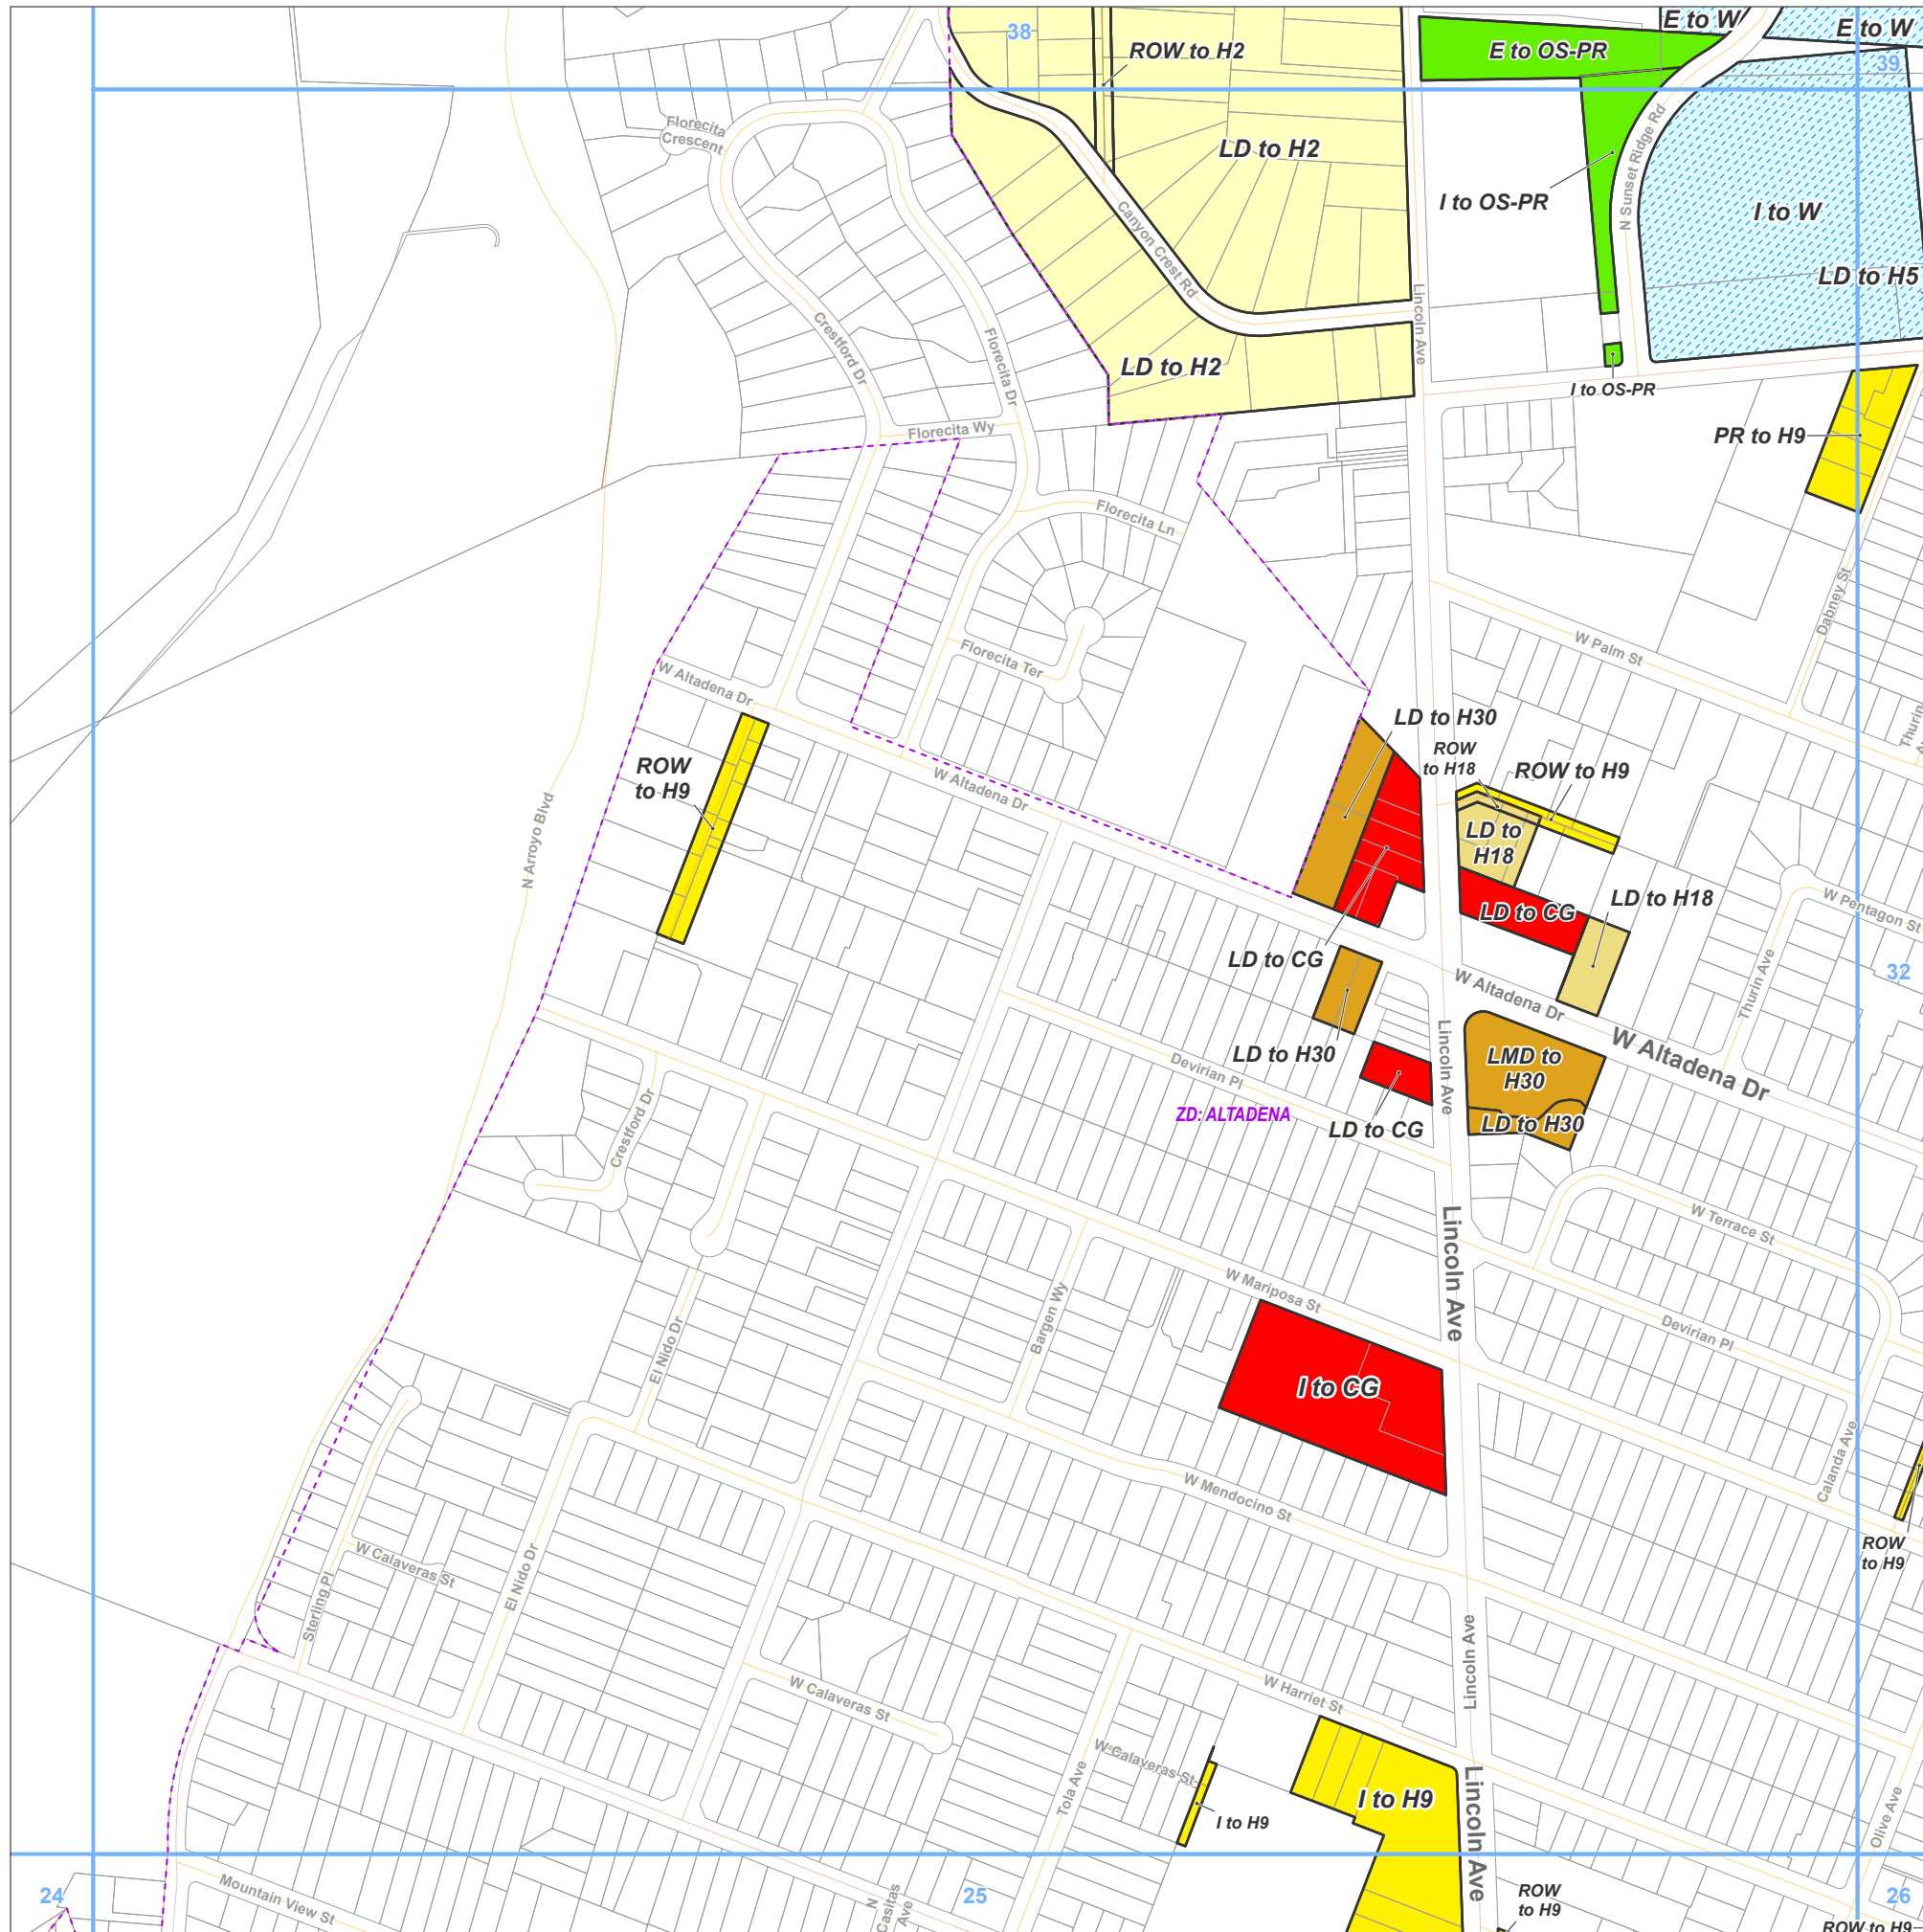 38
ROW to H2
LD to H2
E to OS-PR
E to W
E to W
39
Florecita
Crescent
N Sunset Ridge Rd
I to OS-PR
I to W
LD to H5
Canyon Crest Rd
Lincoln Ave
Crestford Dr
Florecita Dr
LD to H2
I to OS-PR
Florecita Wy
PR to H9
Florecita Ln
Dabney St
W Palm St
Florecita Ter
W Altadena Dr
Thurin
LD to H30
ROW
to H18
ROW to H9
ROW
to H9
W Altadena Dr
N Arroyo Blvd
LD to
H18
LD to CG
LD to H18
W Pentagon St
LD to CG
W Altadena Dr
Thurin Ave
32
LD to H30
Lincoln Ave
LMD to
H30
W Altadena Dr
Devirian Pl
ZD: ALTADENA
LD to CG
LD to H30
Crestford Dr
W Terrace St
Lincoln Ave
W Mariposa St
Bargen Wy
El Nido Dr
Devirian Pl
I to CG
Calanda Ave
W Mendocino St
ROW
to H9
W Calaveras St
Sterling Pl
El Nido Dr
Lincoln Ave
W Calaveras St
W Harriet St
W Calaveras St
Tola Ave
I to H9
I to H9
Lincoln Ave
Olive Ave
24
Mountain View St
N
Casitas
Ave
25
ROW
to H9
26
ROW to H9